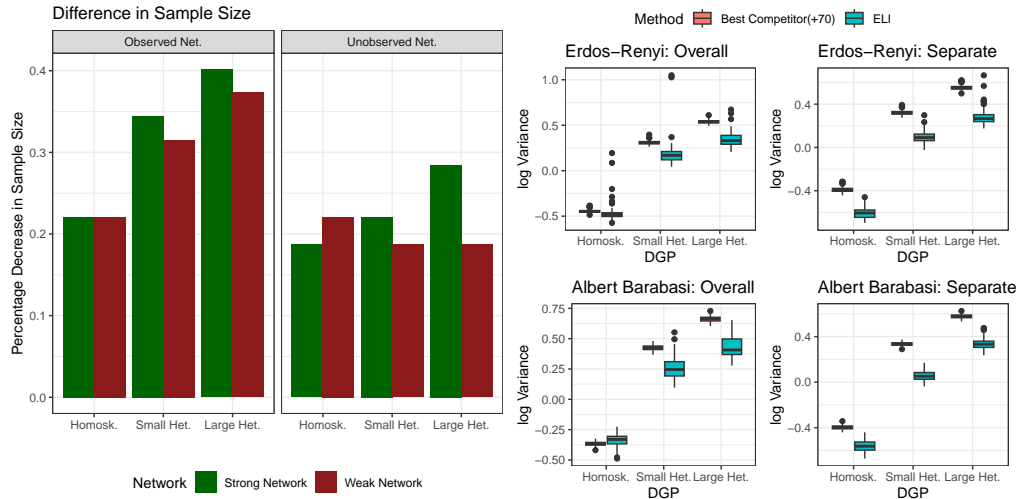 Difference in Sample Size
Observed Net.
Unobserved Net.
Percentage Decrease in Sample Size
0.4
0.3
0.2
0.1
0.0
Homosk.
Small Het.
Large Het.
Homosk.
Small Het.
Large Het.
Network
Strong Network
Weak Network
Method
Best Competitor(+70)
ELI
Erdos−Renyi: Overall
log Variance
1.0
0.5
0.0
−0.5
Homosk.
Small Het.
Large Het.
DGP
Erdos−Renyi: Separate
log Variance
0.4
0.0
−0.4
Homosk.
Small Het.
Large Het.
DGP
Albert Barabasi: Overall
log Variance
0.75
0.50
0.25
0.00
−0.25
−0.50
Homosk.
Small Het.
Large Het.
DGP
Albert Barabasi: Separate
log Variance
0.4
0.0
−0.4
Homosk.
Small Het.
Large Het.
DGP